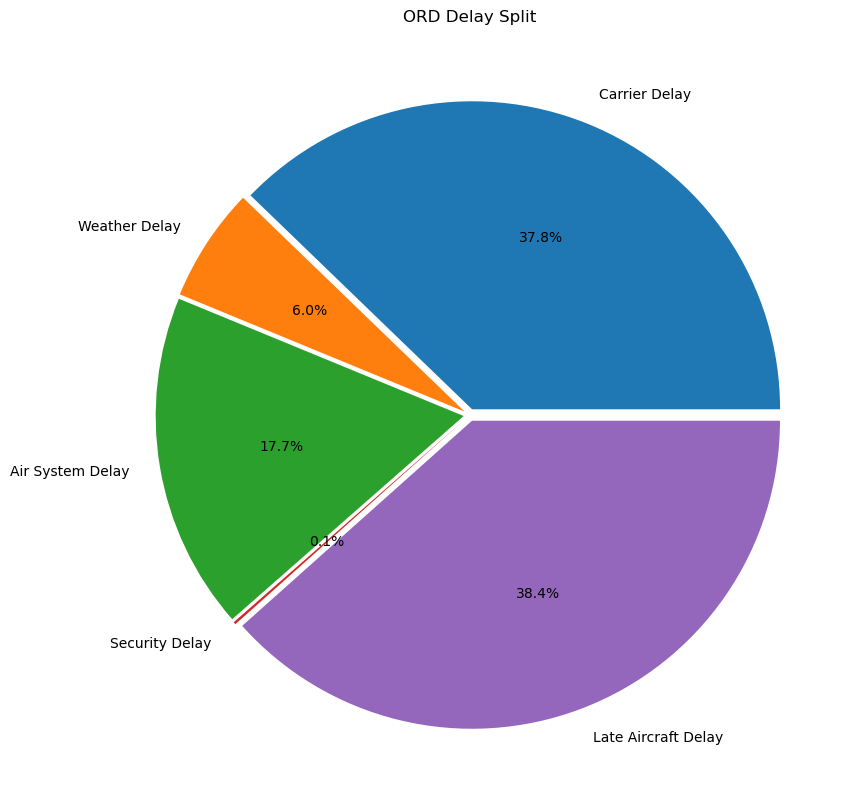 ORD Delay Split
Carrier Delay
37.8%
Weather Delay
6.0%
17.7%
Air System Delay
0.1%
Security Delay
38.4%
Late Aircraft Delay